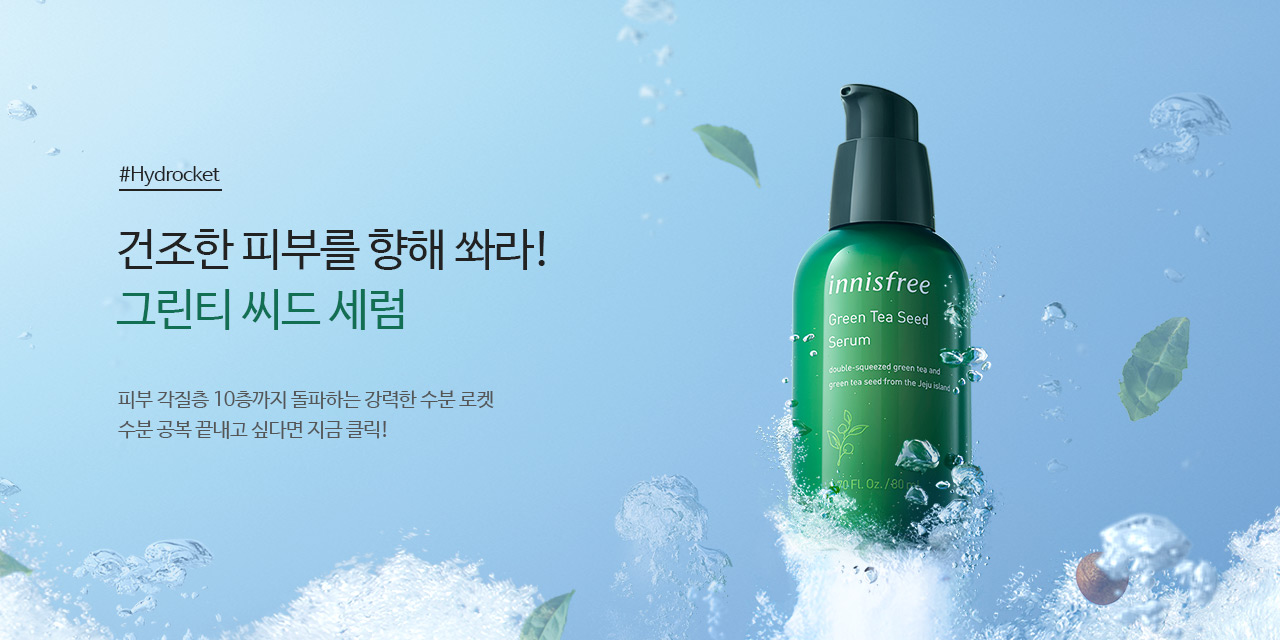 #Hydrocket
건조한 피부를 향해 쏴라!
그린티 씨드 세럼
피부 각질층 10층까지 돌파하는 강력한 수분 로켓
수분 공복 끝내고 싶다면 지금 클릭!
innisfree
Green Tea Seed
Serum
double-squeezed green tea and
green tea seed from the Jeju island
FL. Oz. / 80